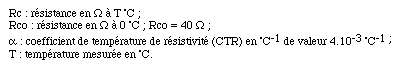 Rc : résistance en Ω à T °C ;
Rco : résistance en Ω à 0 °C ; Rco = 40 Ω ;
α : coefficient de température de résistivité (CTR) en °C⁻¹ de valeur 4.10⁻³ °C⁻¹ ;
T : température mesurée en °C.